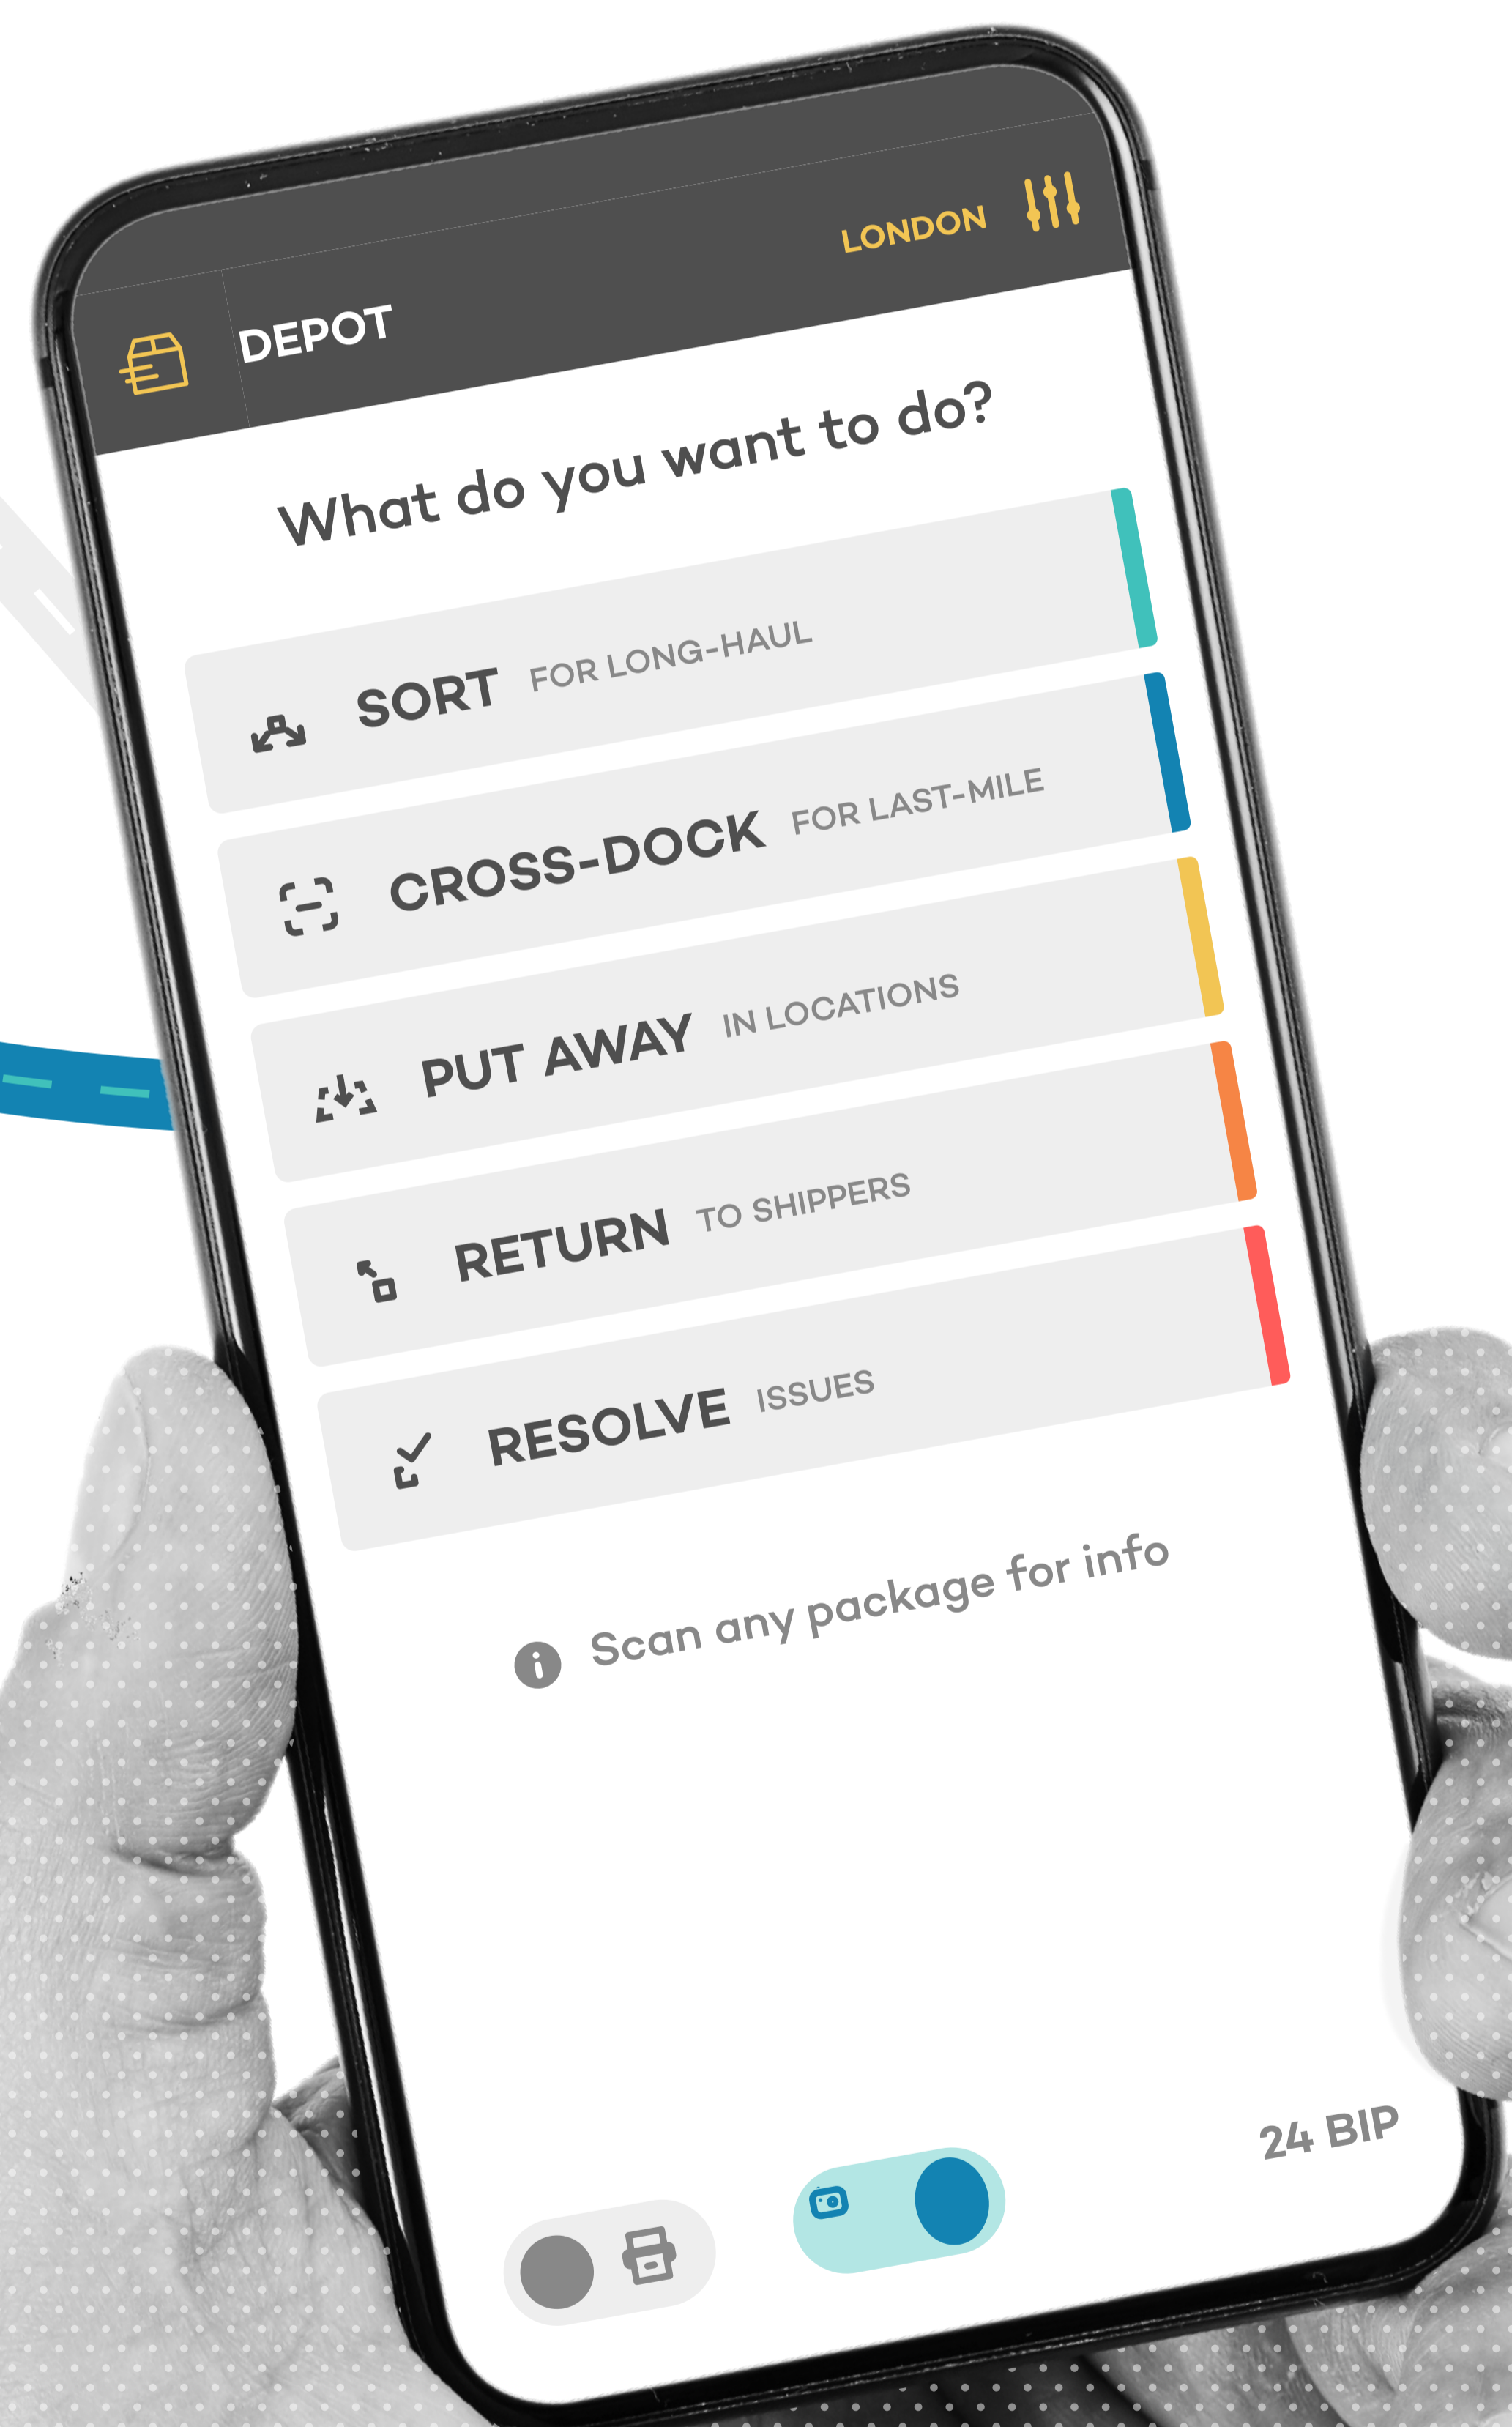 DEPOT
LONDON
What do you want to do?
SORT FOR LONG-HAUL
CROSS-DOCK FOR LAST-MILE
PUT AWAY IN LOCATIONS
RETURN TO SHIPPERS
RESOLVE ISSUES
Scan any package for info
24 BIP